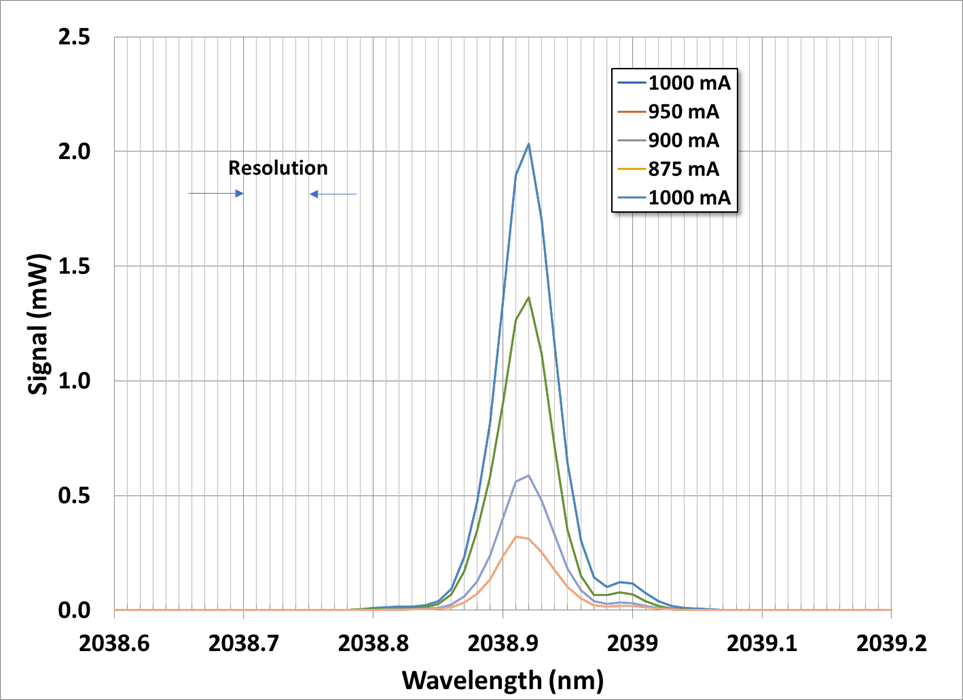 2.5
2.0
1.5
1.0
0.5
0.0
Signal (mW)
Resolution
1000 mA
950 mA
900 mA
875 mA
1000 mA
2038.6 2038.7 2038.8 2038.9 2039 2039.1 2039.2
Wavelength (nm)